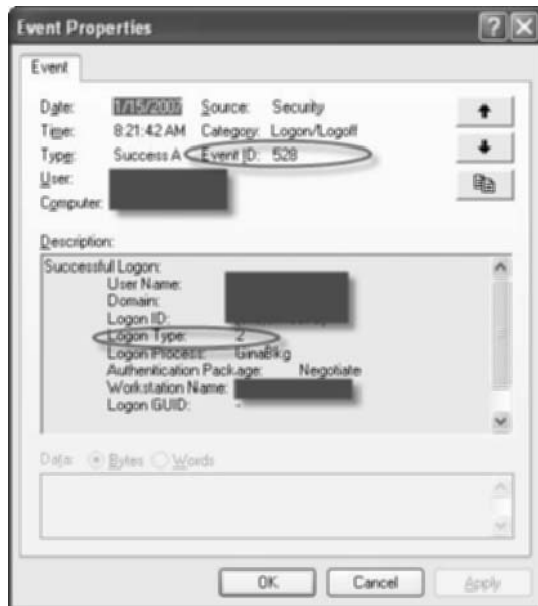 Event Properties
Event
Date: 1/15/2007 Source: Security
Time: 8:21:42 AM Category: Logon/Logoff
Type: Success A Event ID: 528
User:
Computer:
Description:
Successful Logon:
User Name:
Domain:
Logon ID:
Logon Type: 2
Logon Process: GinaBkg
Authentication Package: Negotiate
Workstation Name:
Logon GUID: -
Data: Bytes Words
OK Cancel Apply